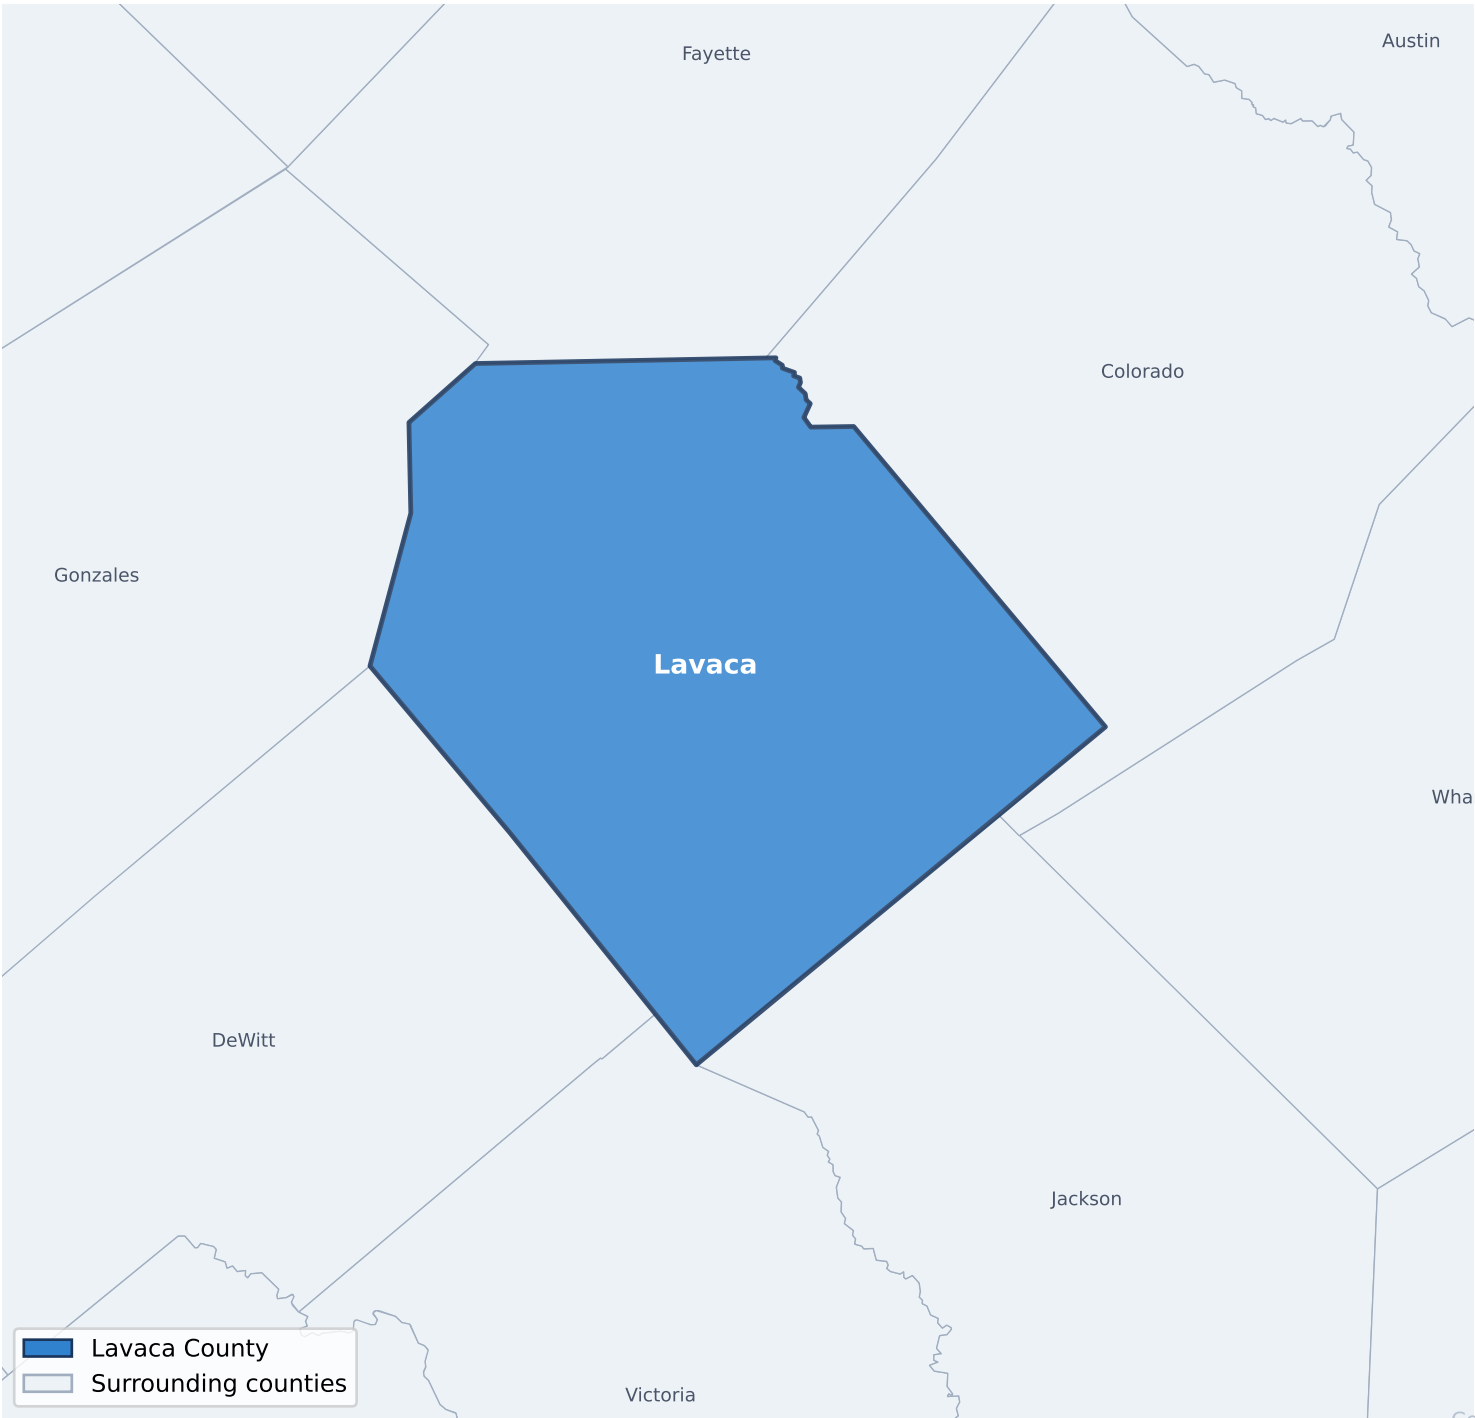 Fayette
Austin
Colorado
Gonzales
Lavaca
Wha
DeWitt
Jackson
Victoria
Lavaca County
Surrounding counties